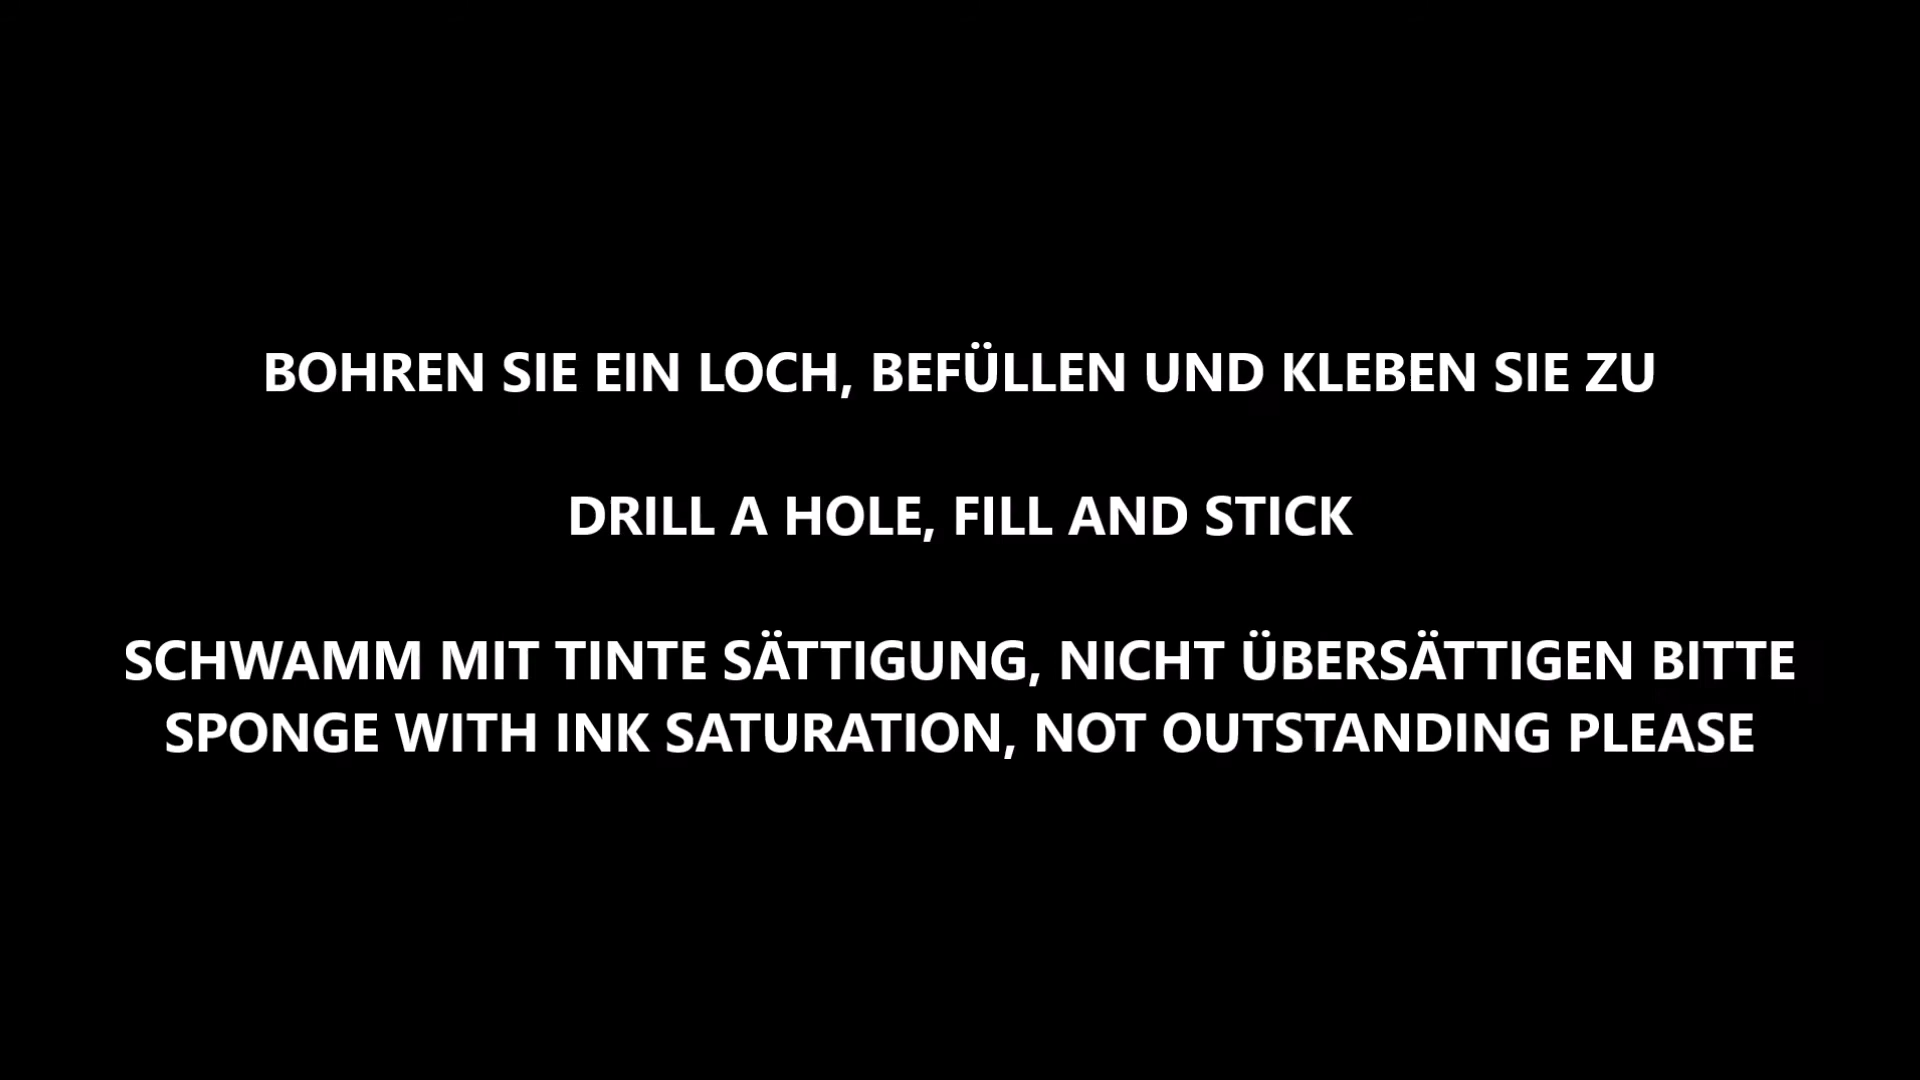 BOHREN SIE EIN LOCH, BEFÜLLEN UND KLEBEN SIE ZU
DRILL A HOLE, FILL AND STICK
SCHWAMM MIT TINTE SÄTTIGUNG, NICHT ÜBERSÄTTIGEN BITTE
SPONGE WITH INK SATURATION, NOT OUTSTANDING PLEASE